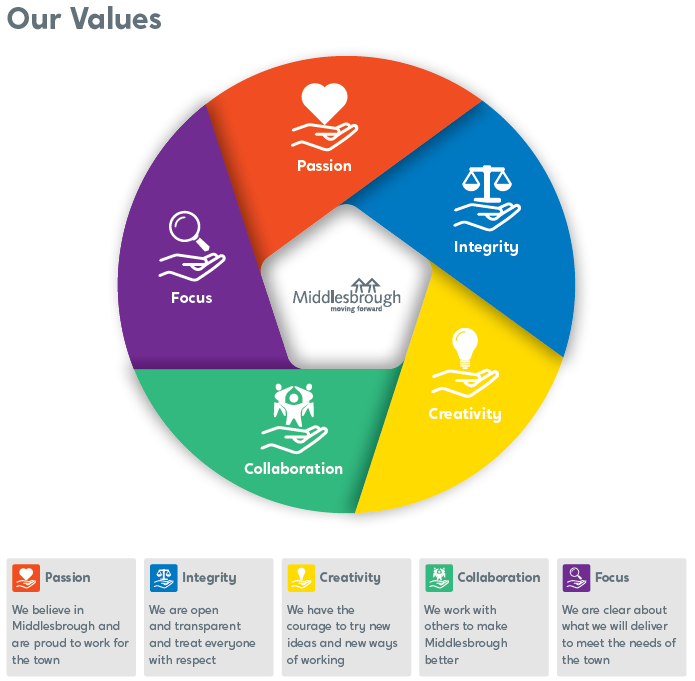 Our Values
Passion
Integrity
Focus
Middlesbrough
moving forward
Creativity
Collaboration
Passion
We believe in
Middlesbrough and
are proud to work for
the town
Integrity
We are open
and transparent
and treat everyone
with respect
Creativity
We have the
courage to try new
ideas and new ways
of working
Collaboration
We work with
others to make
Middlesbrough
better
Focus
We are clear about
what we will deliver
to meet the needs of
the town